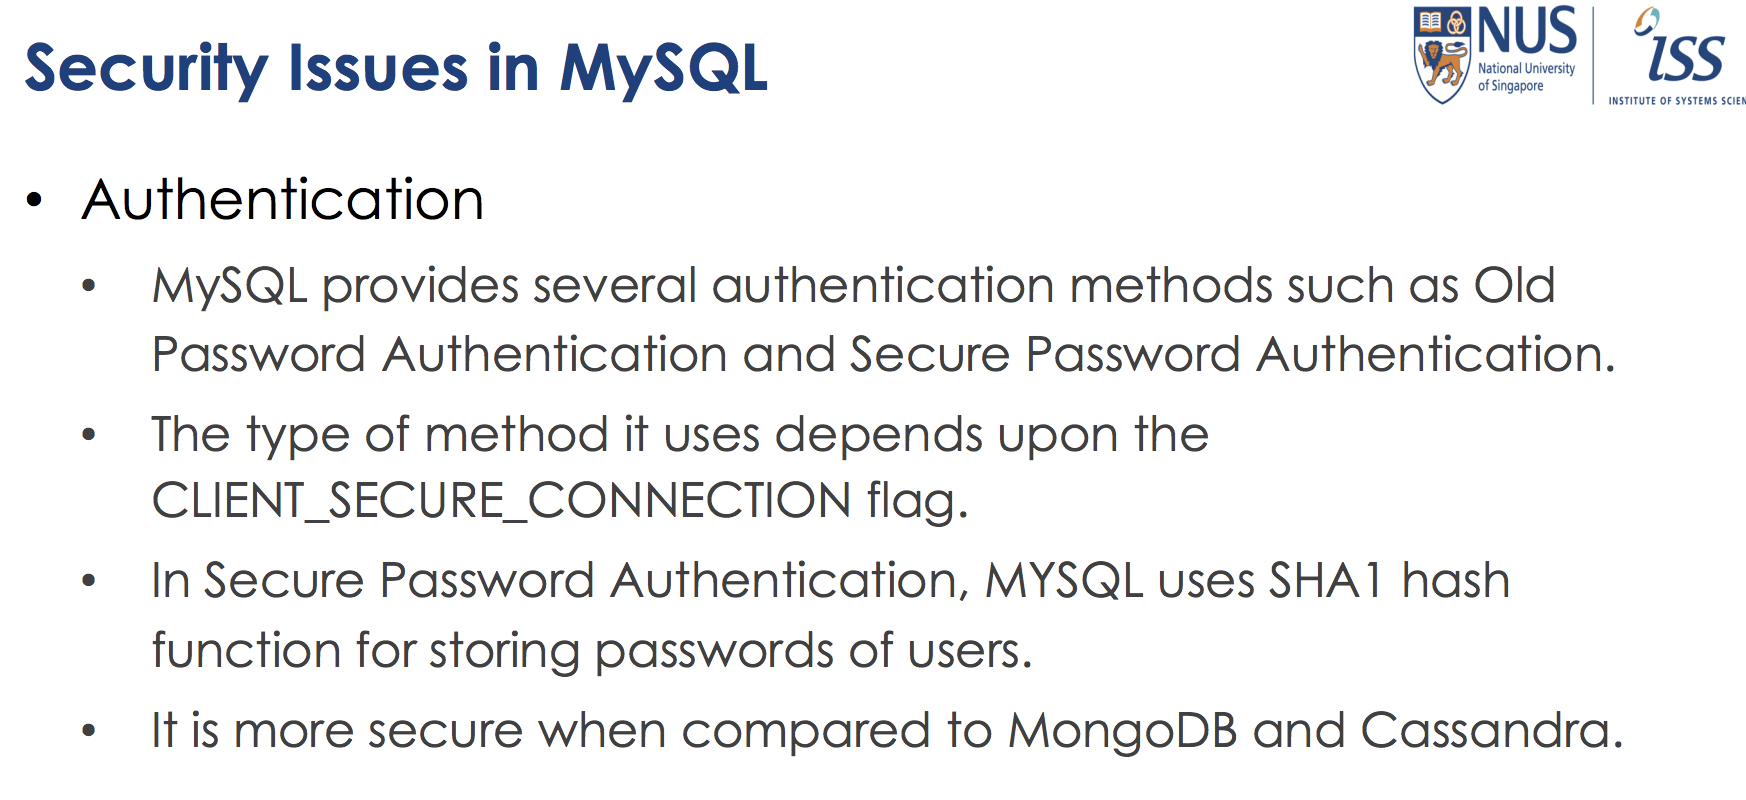 Security Issues in MySQL
NUS
National University
of Singapore
ISS
INSTITUTE OF SYSTEMS SCIEN
• Authentication
• MySQL provides several authentication methods such as Old
Password Authentication and Secure Password Authentication.
• The type of method it uses depends upon the
CLIENT_SECURE_CONNECTION flag.
• In Secure Password Authentication, MYSQL uses SHA1 hash
function for storing passwords of users.
• It is more secure when compared to MongoDB and Cassandra.